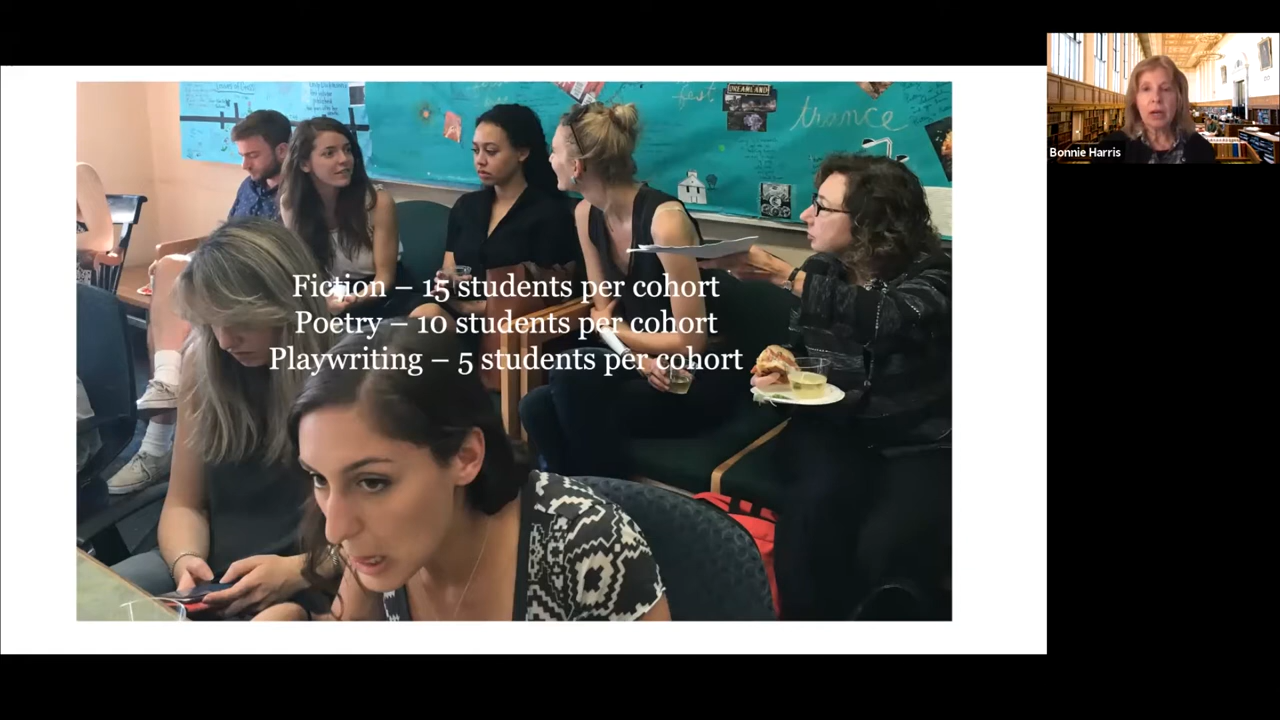 DREAMLAND
fest
trance
Fiction – 15 students per cohort
Poetry – 10 students per cohort
Playwriting – 5 students per cohort
Bonnie Harris